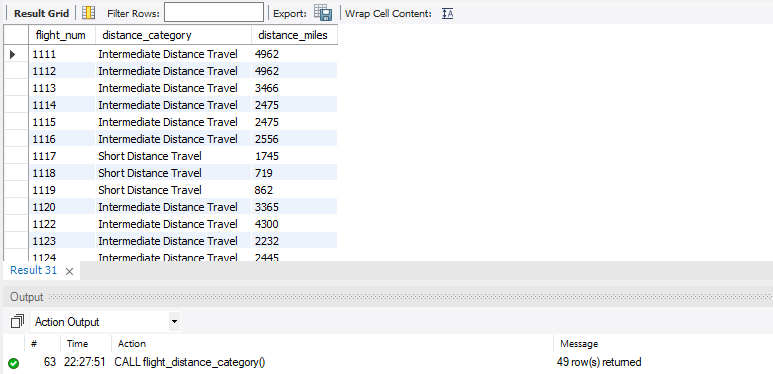 Result Grid Filter Rows: Export: Wrap Cell Content:
flight_num distance_category distance_miles
1111 Intermediate Distance Travel 4962
1112 Intermediate Distance Travel 4962
1113 Intermediate Distance Travel 3466
1114 Intermediate Distance Travel 2475
1115 Intermediate Distance Travel 2475
1116 Intermediate Distance Travel 2556
1117 Short Distance Travel 1745
1118 Short Distance Travel 719
1119 Short Distance Travel 862
1120 Intermediate Distance Travel 3365
1122 Intermediate Distance Travel 4300
1123 Intermediate Distance Travel 2232
1124 Intermediate Distance Travel 2445
Result 31
Output
Action Output
# Time Action Message
63 22:27:51 CALL flight_distance_category() 49 row(s) returned